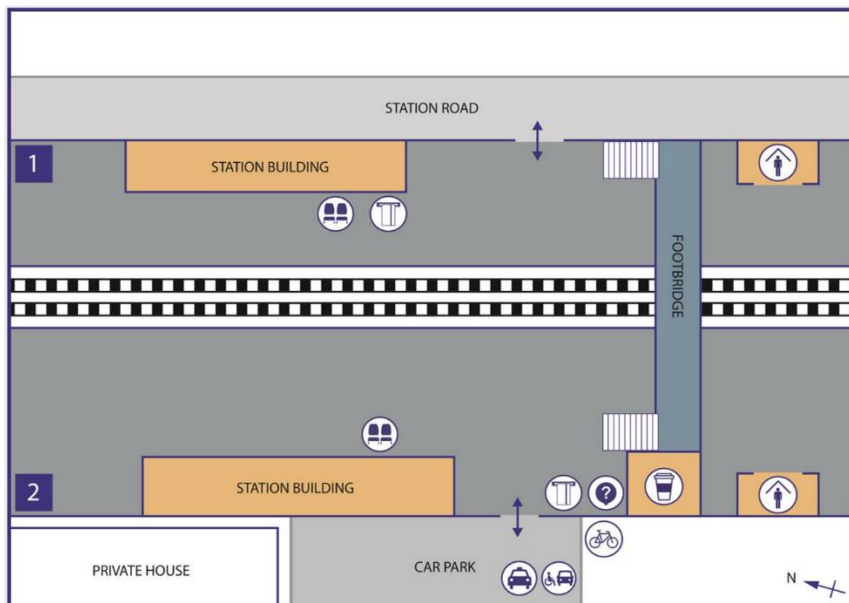 STATION ROAD
1
STATION BUILDING
FOOTBRIDGE
2
STATION BUILDING
?
PRIVATE HOUSE
CAR PARK
N